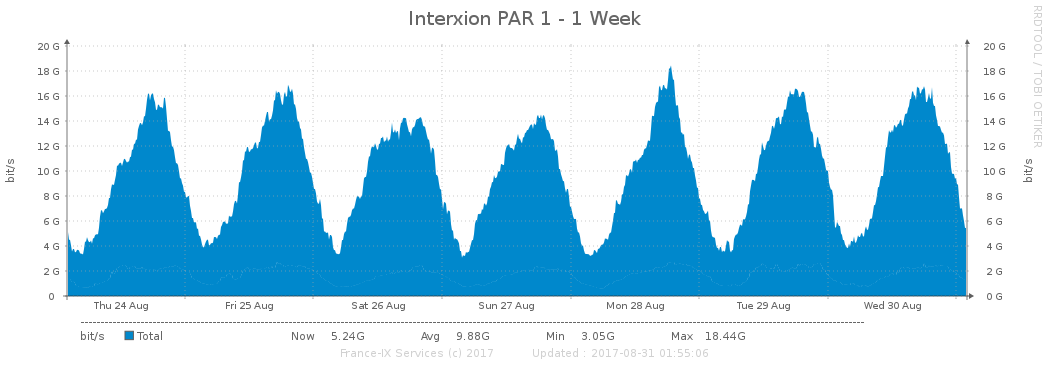 Interxion PAR 1 - 1 Week
RRDTOOL / TOBI OETIKER
20 G 20 G
18 G 18 G
16 G 16 G
14 G 14 G
12 G 12 G
10 G 10 G
8 G 8 G
6 G 6 G
4 G 4 G
2 G 2 G
0 0 G
bit/s
bit/s
Thu 24 Aug Fri 25 Aug Sat 26 Aug Sun 27 Aug Mon 28 Aug Tue 29 Aug Wed 30 Aug
bit/s Total Now 5.24G Avg 9.88G Min 3.05G Max 18.44G
France-IX Services (c) 2017 Updated : 2017-08-31 01:55:06